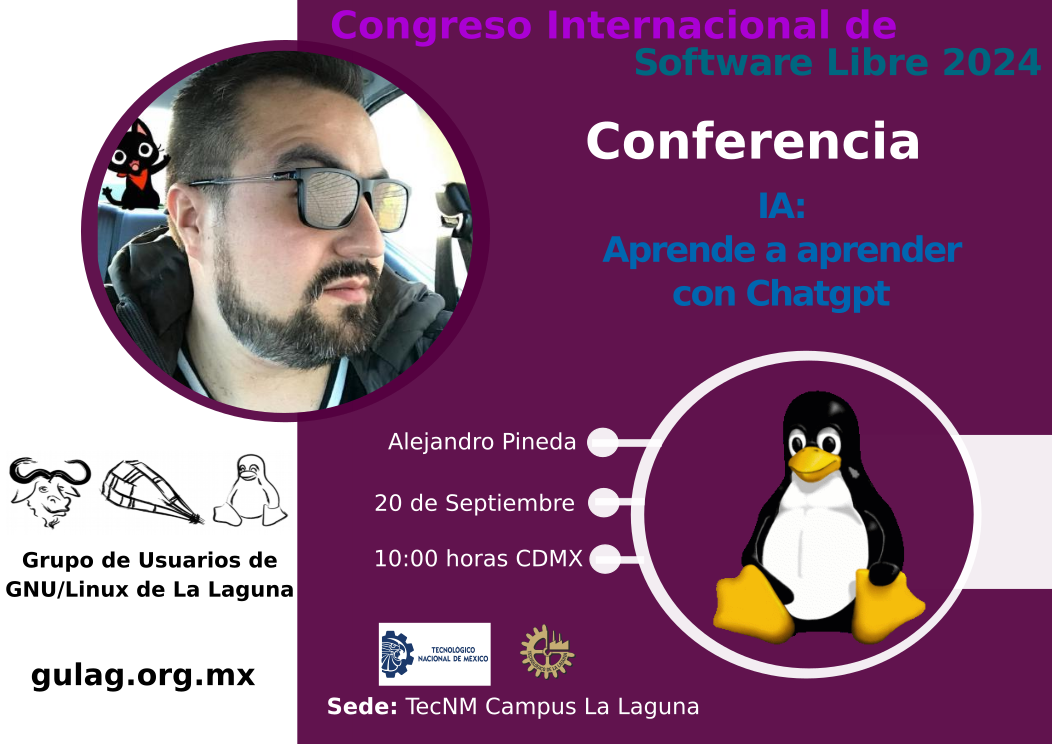 Congreso Internacional de
Software Libre 2024
Conferencia
IA:
Aprende a aprender
con Chatgpt
Alejandro Pineda
20 de Septiembre
10:00 horas CDMX
Grupo de Usuarios de
GNU/Linux de La Laguna
gulag.org.mx
TECNOLÓGICO
NACIONAL DE MÉXICO
Sede: TecNM Campus La Laguna